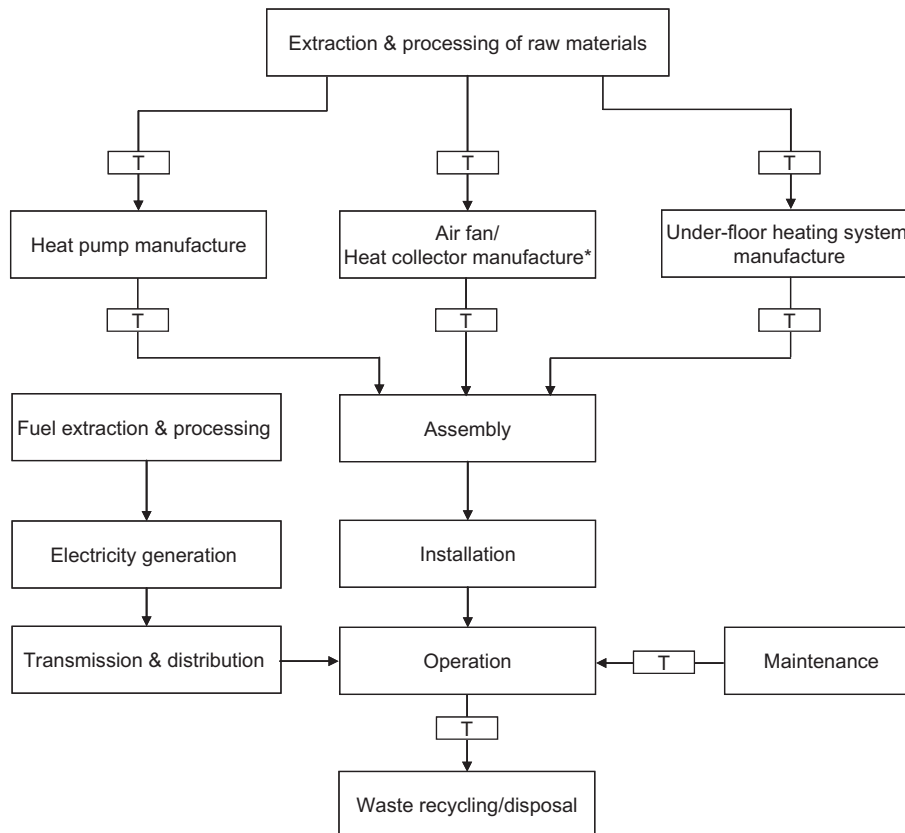 Extraction & processing of raw materials
T
T
T
Heat pump manufacture
Air fan/
Heat collector manufacture*
Under-floor heating system
manufacture
T
T
T
Fuel extraction & processing
Assembly
Electricity generation
Installation
Transmission & distribution
Operation
T
Maintenance
T
Waste recycling/disposal